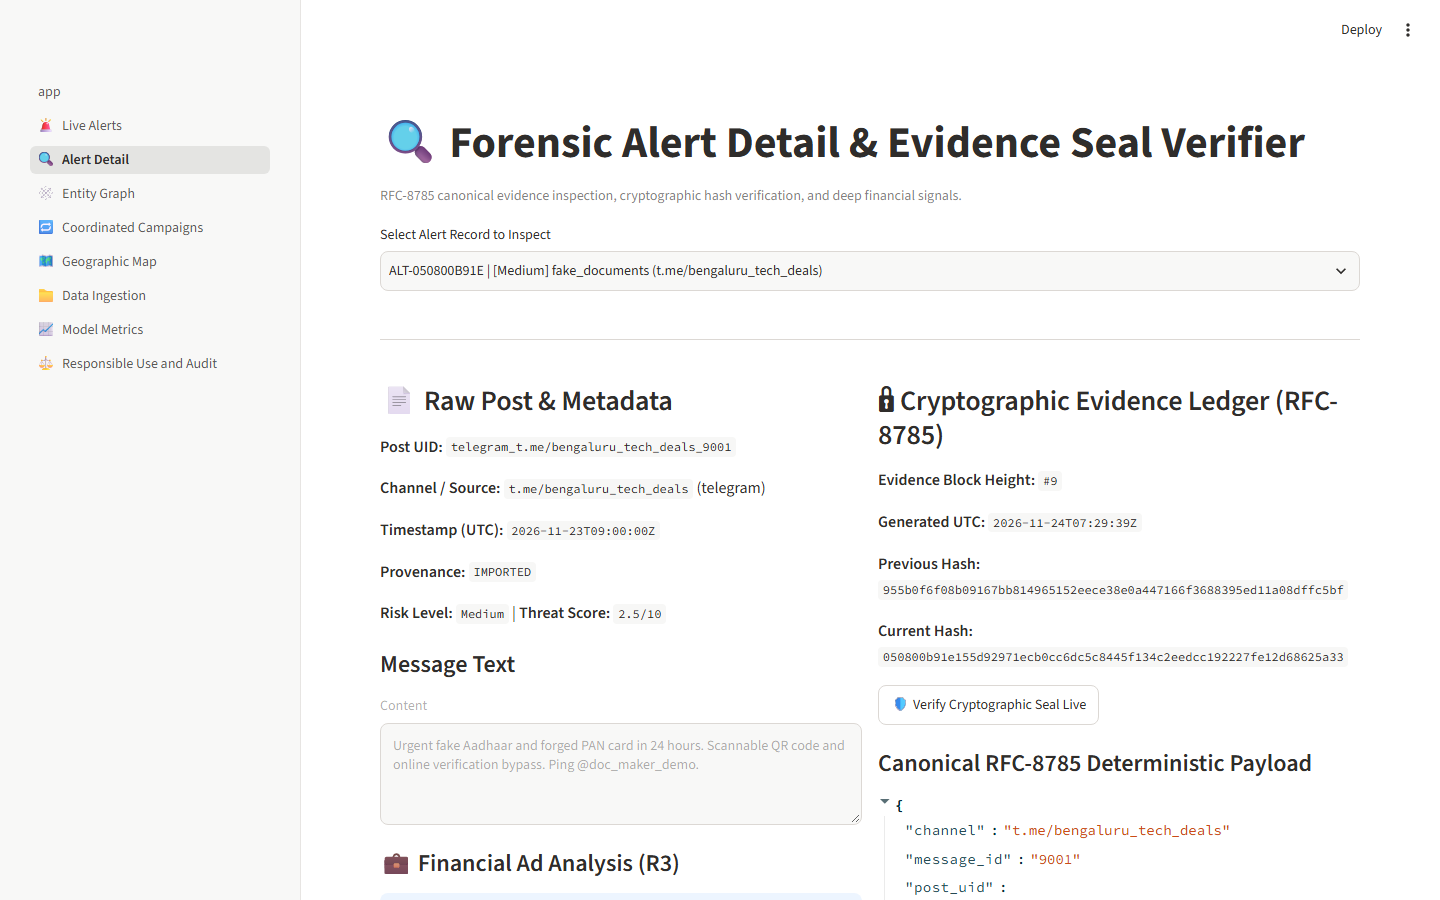 Deploy
app
Live Alerts
Alert Detail
Entity Graph
Coordinated Campaigns
Geographic Map
Data Ingestion
Model Metrics
Responsible Use and Audit
Forensic Alert Detail & Evidence Seal Verifier
RFC-8785 canonical evidence inspection, cryptographic hash verification, and deep financial signals.
Select Alert Record to Inspect
ALT-050800B91E | [Medium] fake_documents (t.me/bengaluru_tech_deals)
Raw Post & Metadata
Post UID: telegram_t.me/bengaluru_tech_deals_9001
Channel / Source: t.me/bengaluru_tech_deals (telegram)
Timestamp (UTC): 2026-11-23T09:00:00Z
Provenance: IMPORTED
Risk Level: Medium | Threat Score: 2.5/10
Message Text
Content
Urgent fake Aadhaar and forged PAN card in 24 hours. Scannable QR code and
online verification bypass. Ping @doc_maker_demo.
Financial Ad Analysis (R3)
Cryptographic Evidence Ledger (RFC-
8785)
Evidence Block Height: #9
Generated UTC: 2026-11-24T07:29:39Z
Previous Hash:
955b0f6f08b09167bb814965152eece38e0a447166f3688395ed11a08dffc5bf
Current Hash:
050800b91e155d92971ecb0cc6dc5c8445f134c2eedcc192227fe12d68625a33
Verify Cryptographic Seal Live
Canonical RFC-8785 Deterministic Payload
{
"channel" : "t.me/bengaluru_tech_deals"
"message_id" : "9001"
"post_uid" :